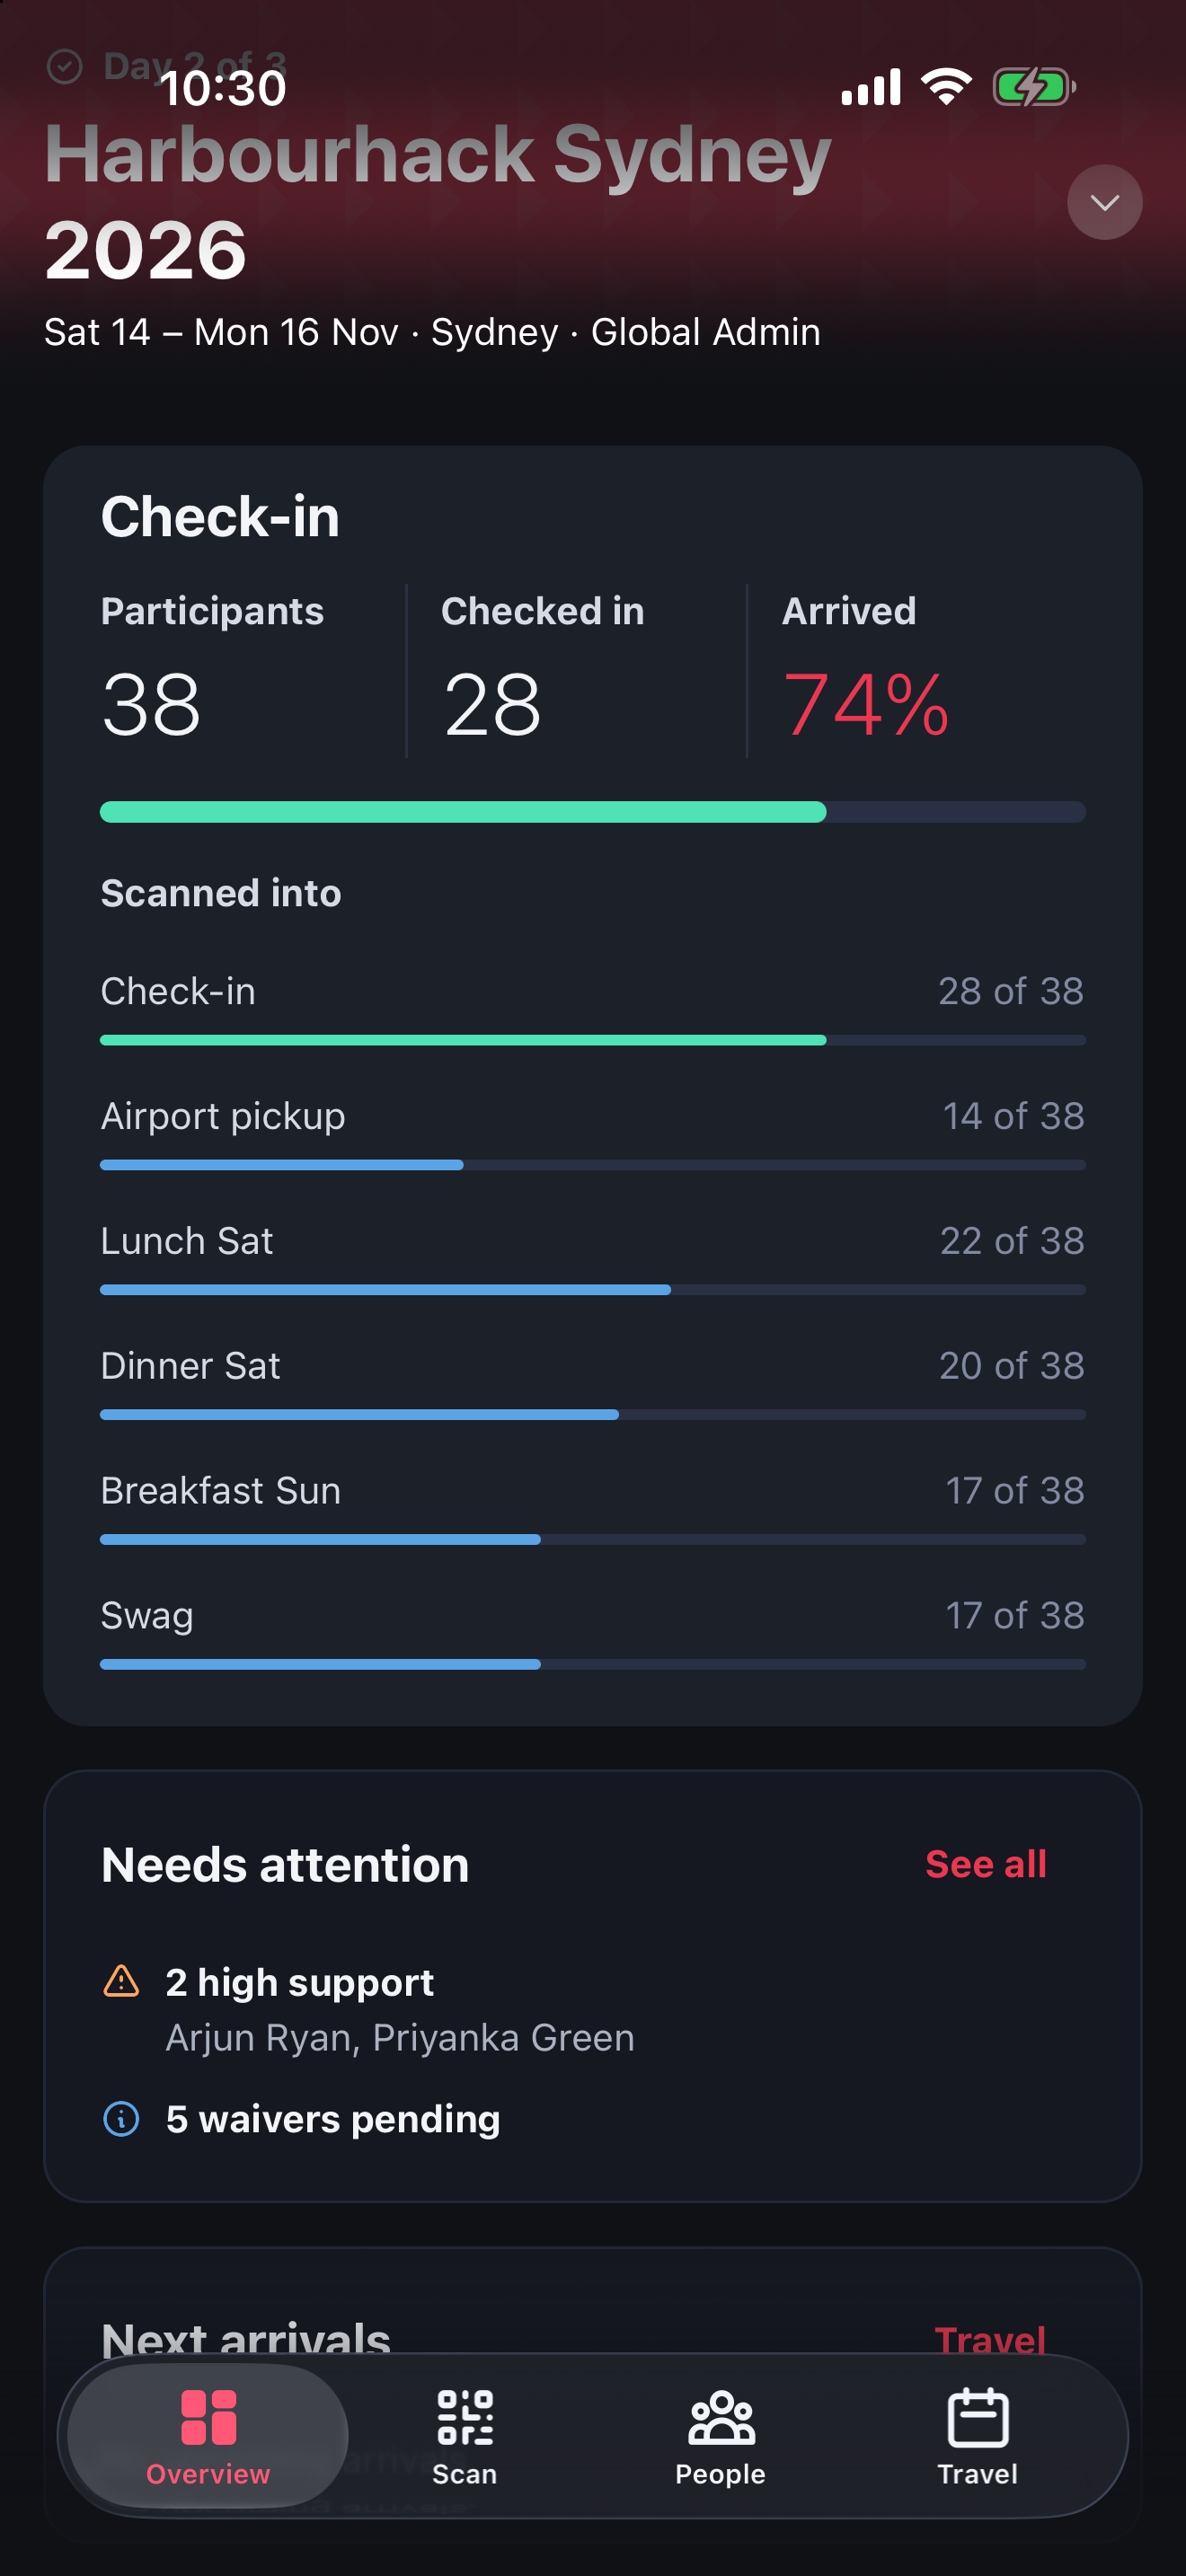 Day 2 of 3
10:30
Harbourhack Sydney
2026
Sat 14 – Mon 16 Nov · Sydney · Global Admin
Check-in
Participants
Checked in
Arrived
38
28
74%
Scanned into
Check-in
28 of 38
Airport pickup
14 of 38
Lunch Sat
22 of 38
Dinner Sat
20 of 38
Breakfast Sun
17 of 38
Swag
17 of 38
Needs attention
See all
2 high support
Arjun Ryan, Priyanka Green
5 waivers pending
Next arrivals
Travel
arrivals
Overview
Scan
People
Travel